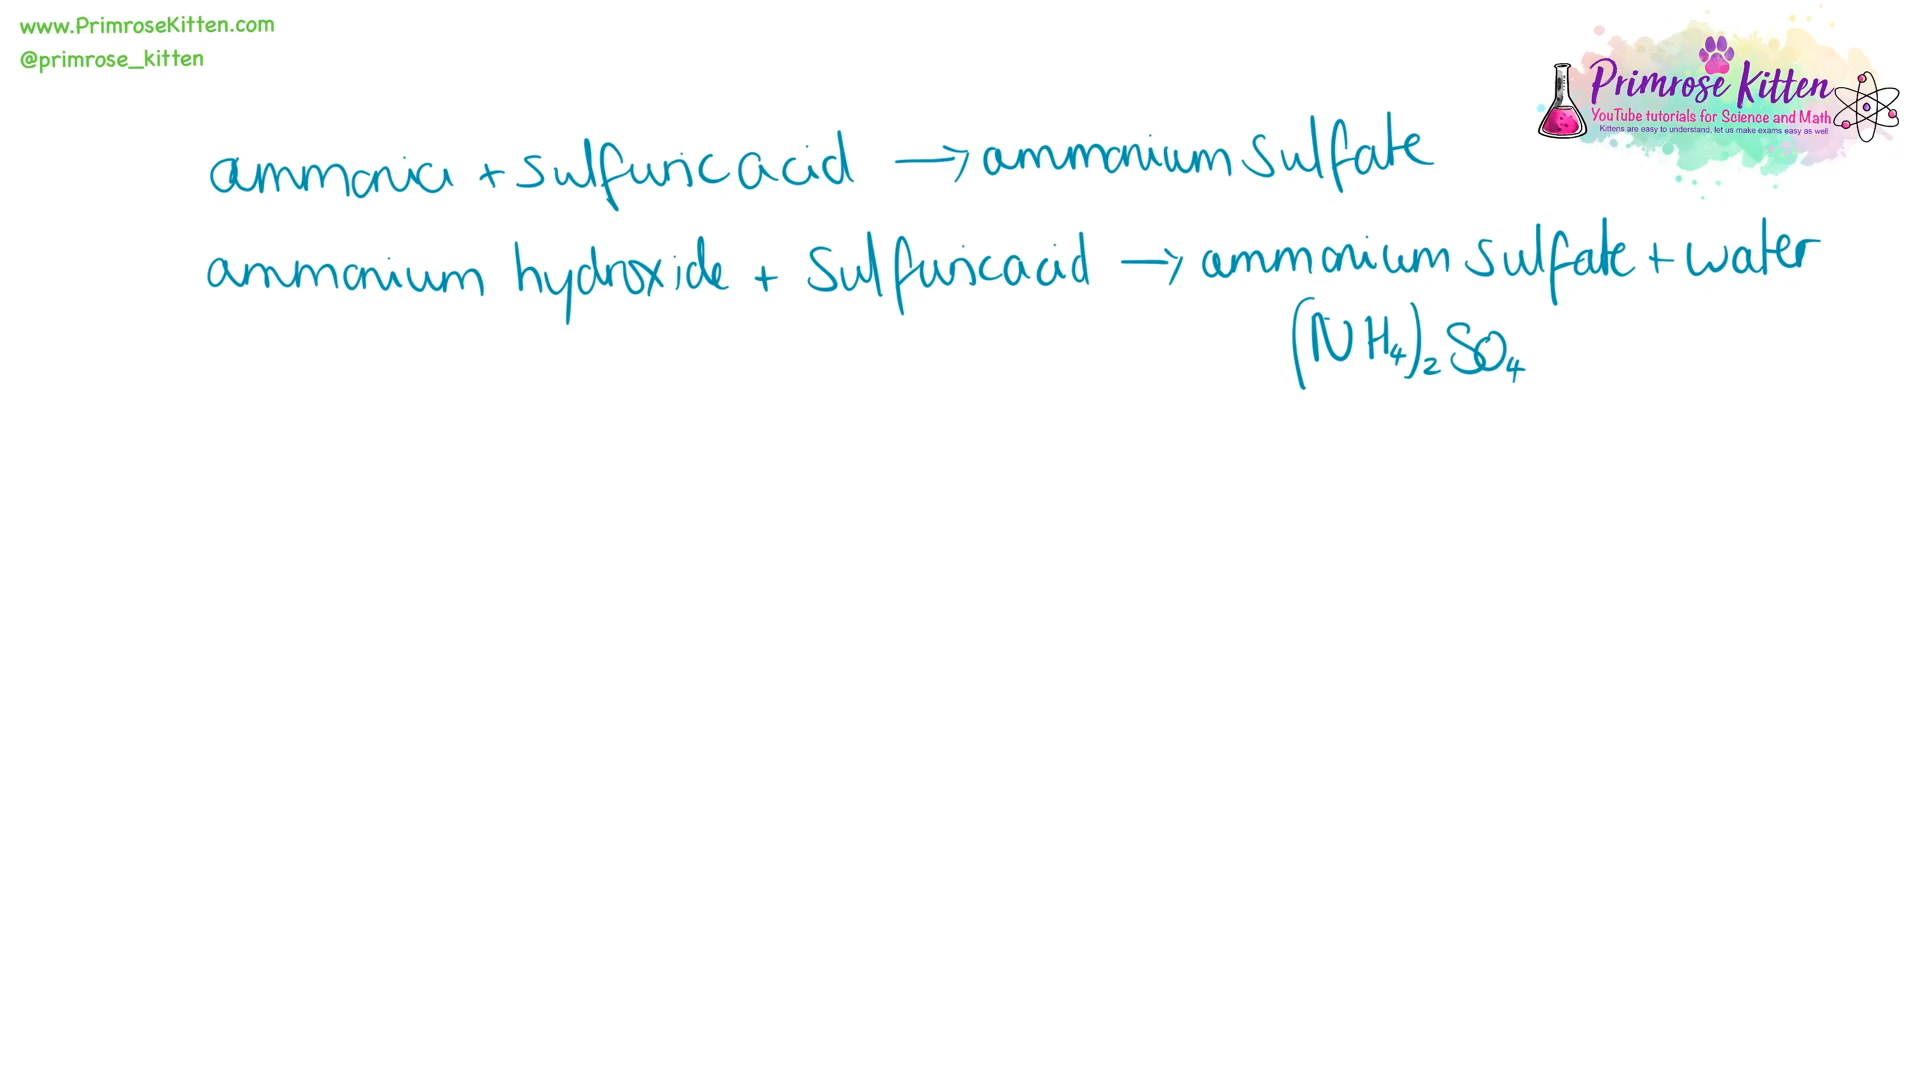 www.PrimroseKitten.com
@primrose_kitten
Primrose Kitten
YouTube tutorials for Science and Math
Kittens are easy to understand, let us make exams easy as well
ammonia + sulfuric acid → ammonium sulfate
ammonium hydroxide + sulfuric acid → ammonium sulfate + water
(NH₄)₂SO₄